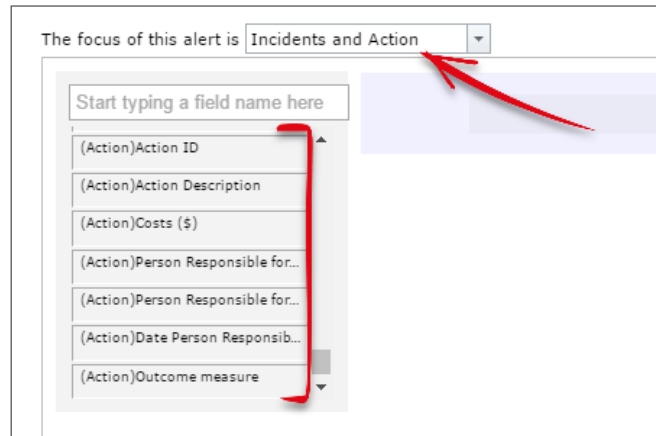 The focus of this alert is Incidents and Action
Start typing a field name here
(Action)Action ID
(Action)Action Description
(Action)Costs ($)
(Action)Person Responsible for...
(Action)Person Responsible for...
(Action)Date Person Responsib...
(Action)Outcome measure